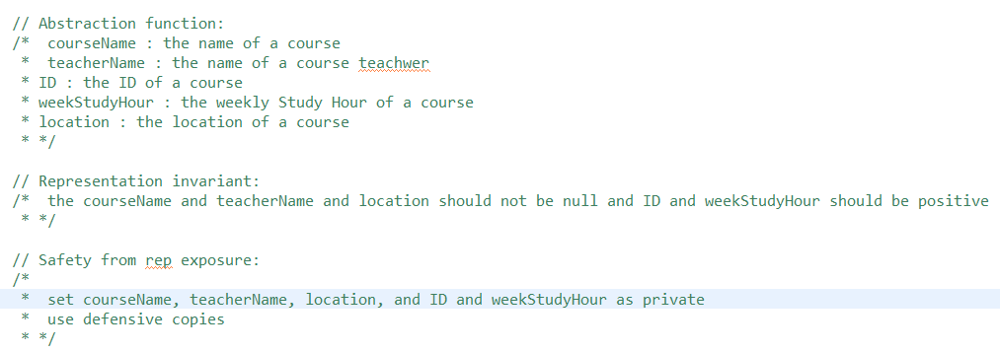 // Abstraction function:
/*  courseName : the name of a course
 *  teacherName : the name of a course teachwer
 * ID : the ID of a course
 * weekStudyHour : the weekly Study Hour of a course
 * location : the location of a course
 * */
// Representation invariant:
/*  the courseName and teacherName and location should not be null and ID and weekStudyHour should be positive
 * */
// Safety from rep exposure:
/*
 *  set courseName, teacherName, location, and ID and weekStudyHour as private
 *  use defensive copies
 * */